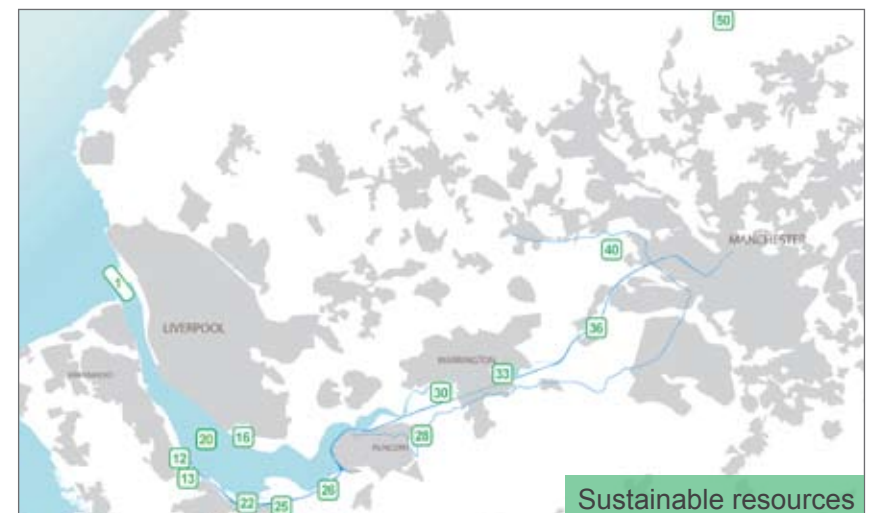 50
MANCHESTER
40
1
LIVERPOOL
36
WARRINGTON
33
30
20
16
28
RUNCORN
12
13
26
22
25
Sustainable resources